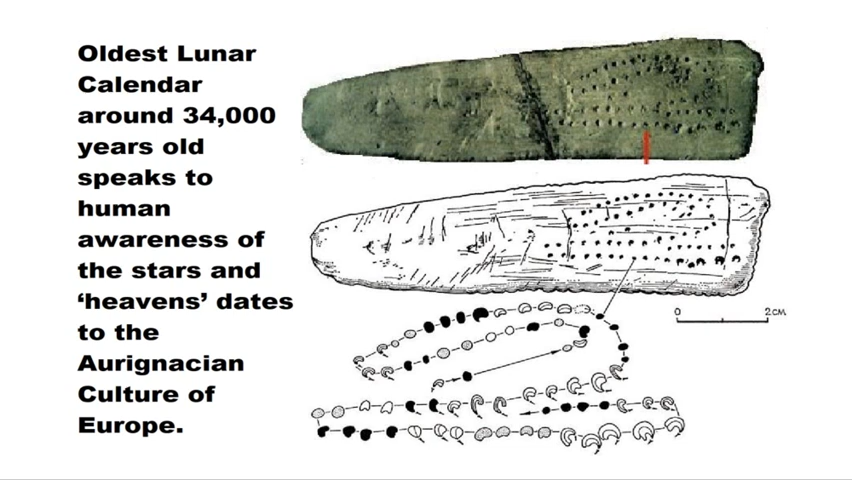 Oldest Lunar
Calendar
around 34,000
years old
speaks to
human
awareness of
the stars and
‘heavens’ dates
to the
Aurignacian
Culture of
Europe.
0 2CM